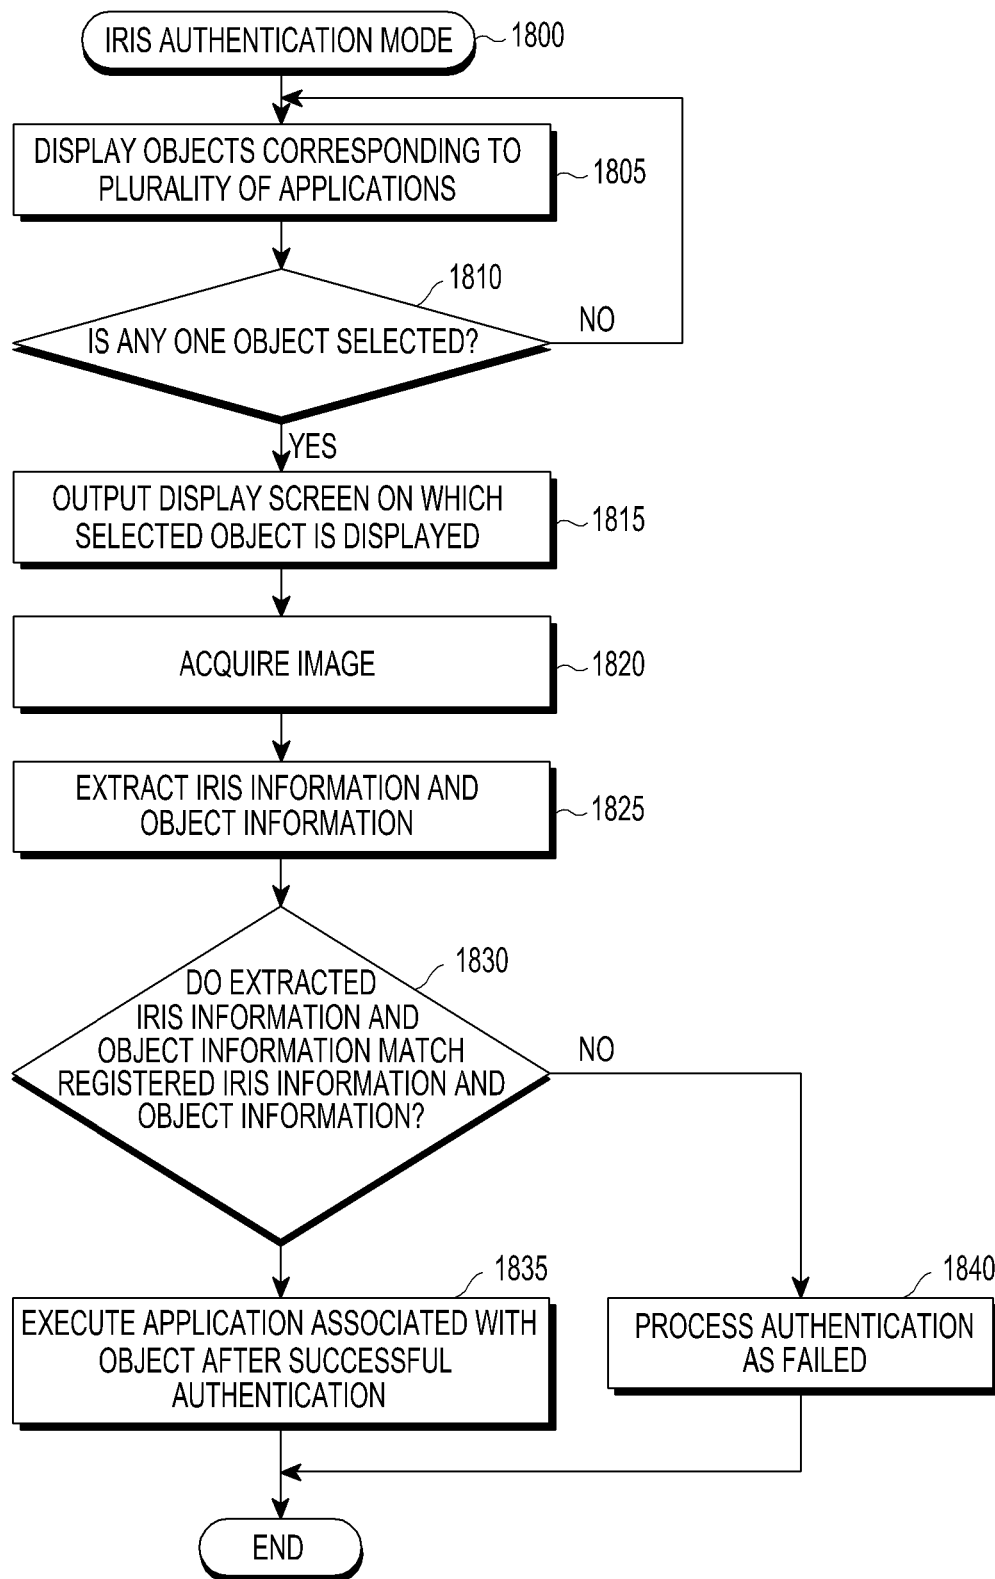 IRIS AUTHENTICATION MODE
1800
DISPLAY OBJECTS CORRESPONDING TO
PLURALITY OF APPLICATIONS
1805
1810
IS ANY ONE OBJECT SELECTED?
NO
YES
OUTPUT DISPLAY SCREEN ON WHICH
SELECTED OBJECT IS DISPLAYED
1815
ACQUIRE IMAGE
1820
EXTRACT IRIS INFORMATION AND
OBJECT INFORMATION
1825
1830
DO EXTRACTED
IRIS INFORMATION AND
OBJECT INFORMATION MATCH
REGISTERED IRIS INFORMATION AND
OBJECT INFORMATION?
NO
1835
EXECUTE APPLICATION ASSOCIATED WITH
OBJECT AFTER SUCCESSFUL
AUTHENTICATION
1840
PROCESS AUTHENTICATION
AS FAILED
END